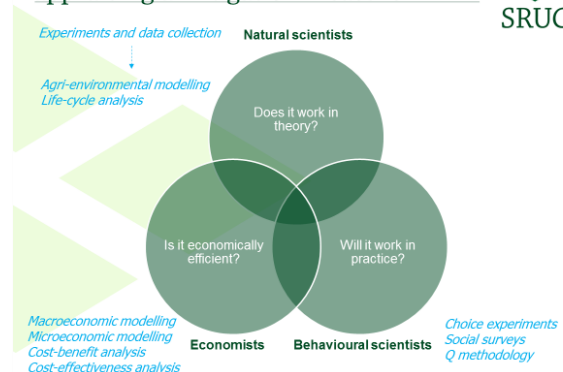 SRUC
Experiments and data collection
Natural scientists
Agri-environmental modelling
Life-cycle analysis
Does it work in
theory?
Is it economically
efficient?
Will it work in
practice?
Macroeconomic modelling
Microeconomic modelling
Cost-benefit analysis
Cost-effectiveness analysis
Economists
Behavioural scientists
Choice experiments
Social surveys
Q methodology